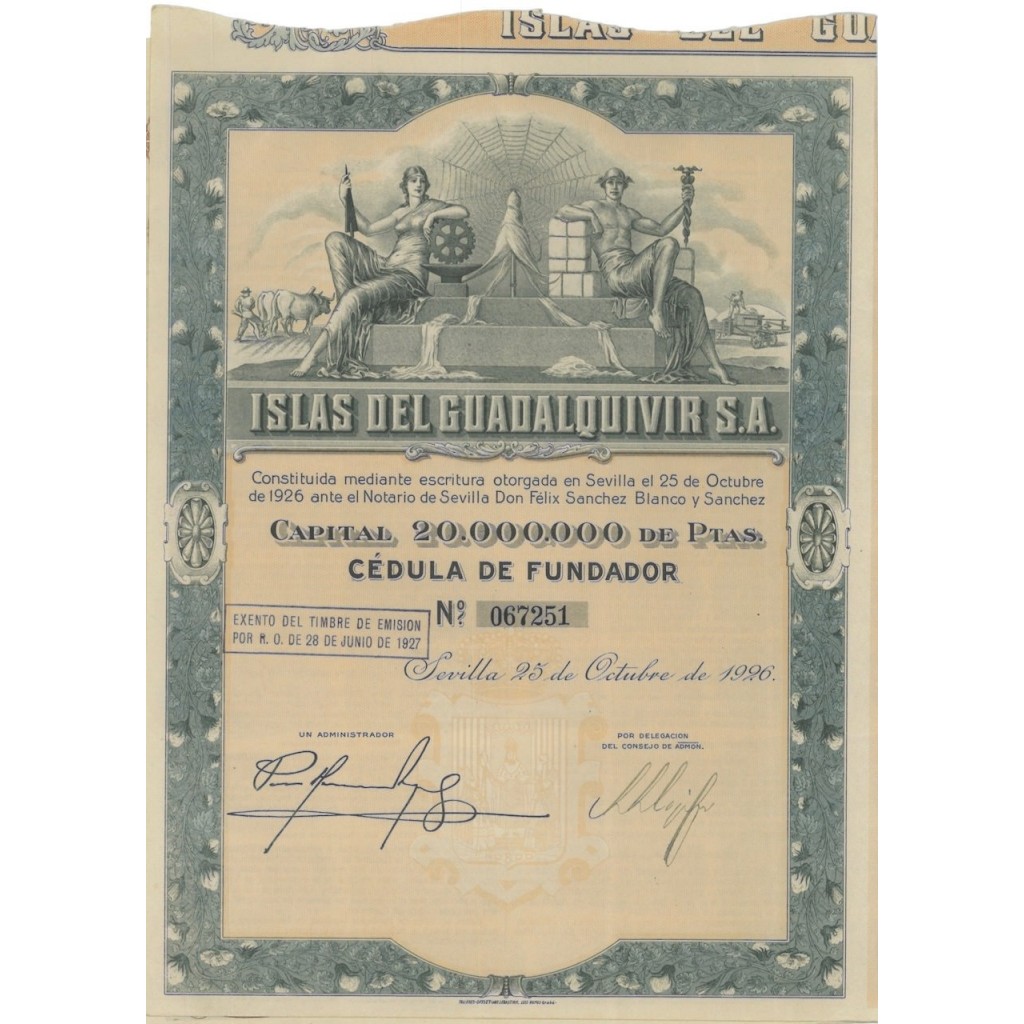 ISLAS DEL GUA
ISLAS DEL GUADALQUIVIR S.A.
Constituida mediante escritura otorgada en Sevilla el 25 de Octubre
de 1926 ante el Notario de Sevilla Don Félix Sanchez Blanco y Sanchez
CAPITAL 20.000.000 DE PTAS.
CÉDULA DE FUNDADOR
Nº 067251
EXENTO DEL TIMBRE DE EMISION
POR R. O. DE 28 DE JUNIO DE 1927
Sevilla 25 de Octubre de 1926.
UN ADMINISTRADOR
POR DELEGACION
DEL CONSEJO DE ADMON.